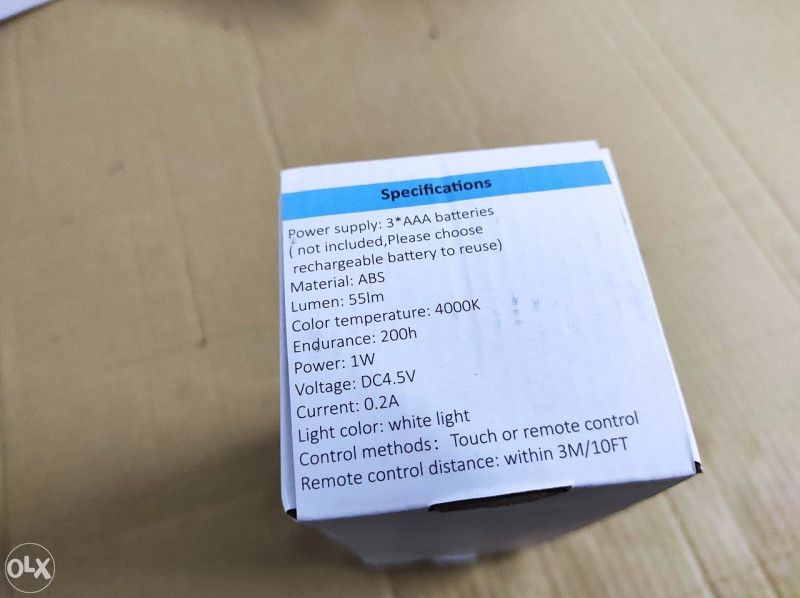 Specifications
Power supply: 3*AAA batteries
( not included,Please choose
rechargeable battery to reuse)
Material: ABS
Lumen: 55lm
Color temperature: 4000K
Endurance: 200h
Power: 1W
Voltage: DC4.5V
Current: 0.2A
Light color: white light
Control methods： Touch or remote control
Remote control distance: within 3M/10FT
OLX